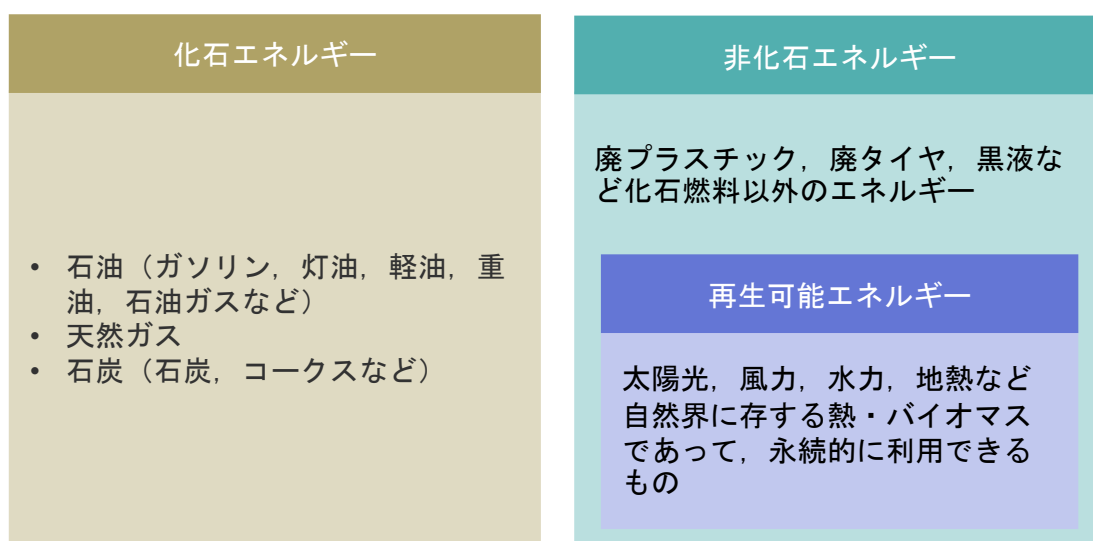 化石エネルギー
• 石油（ガソリン，灯油，軽油，重
油，石油ガスなど）
• 天然ガス
• 石炭（石炭，コークスなど）
非化石エネルギー
廃プラスチック，廃タイヤ，黒液な
ど化石燃料以外のエネルギー
再生可能エネルギー
太陽光，風力，水力，地熱など
自然界に存する熱・バイオマス
であって，永続的に利用できる
もの